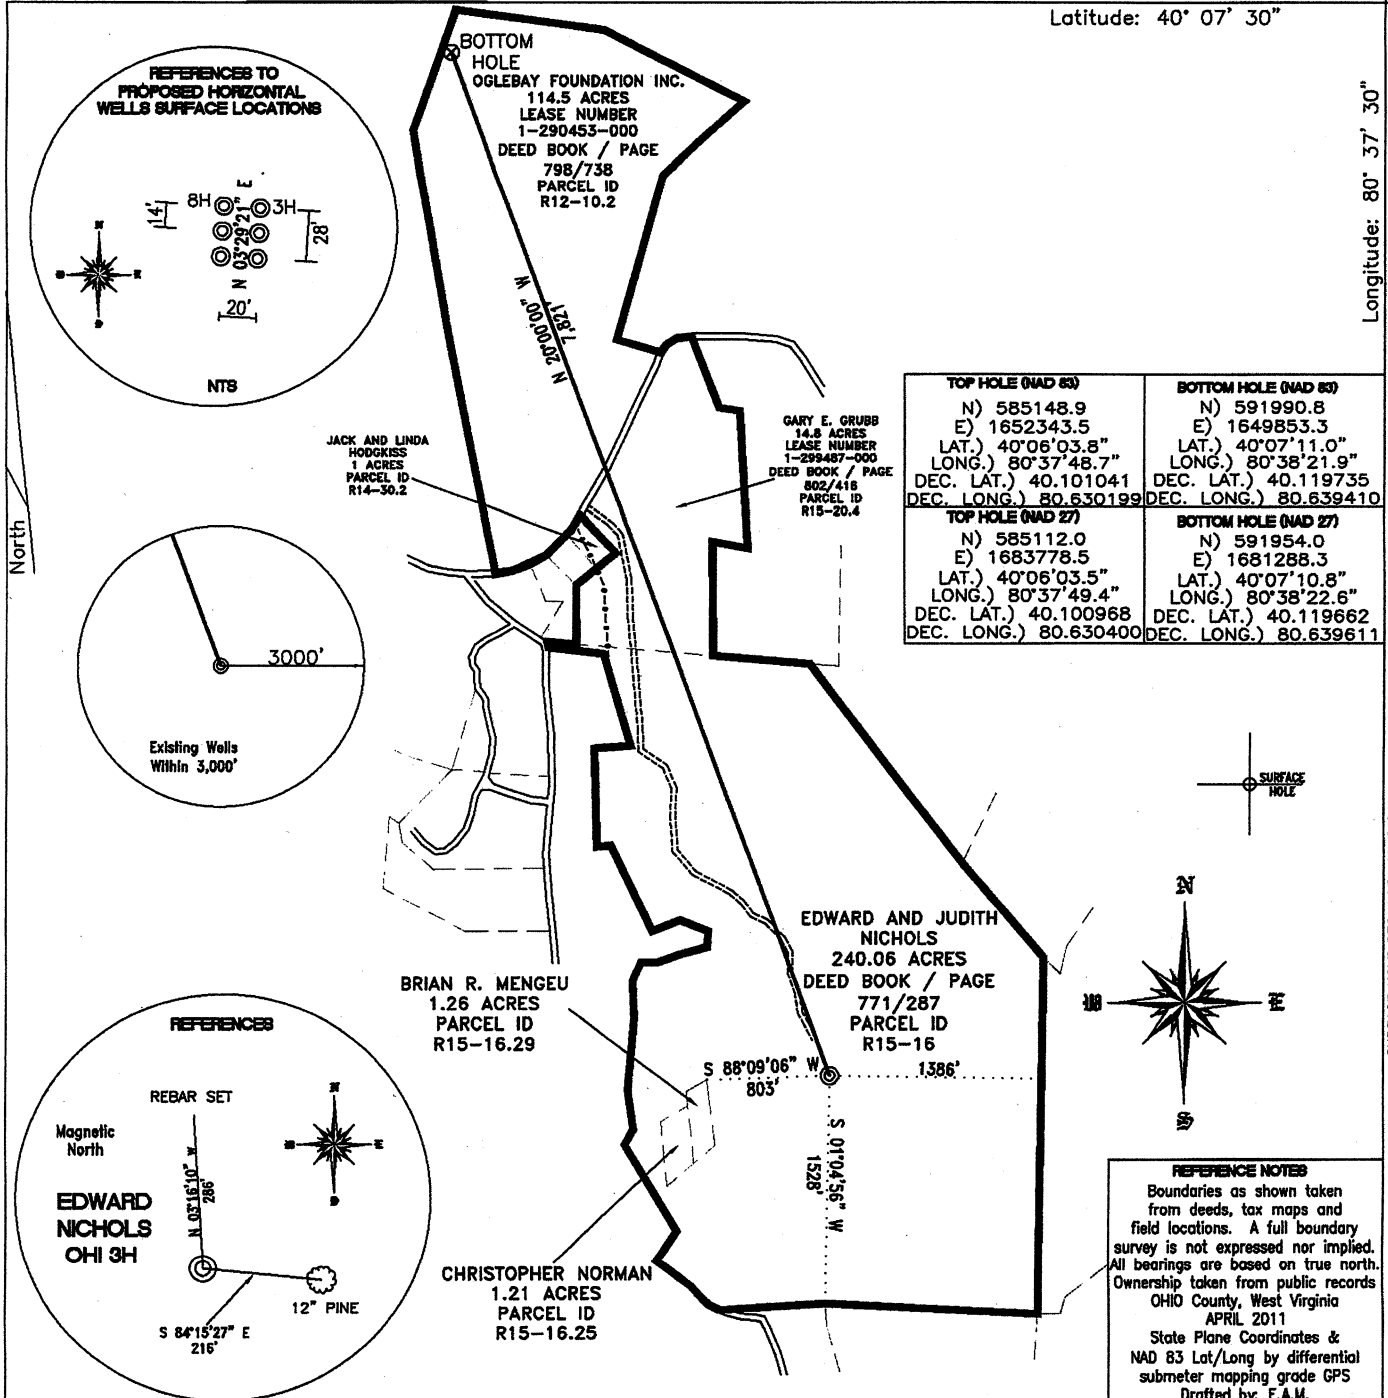 Latitude: 40° 07' 30"
Longitude: 80° 37' 30"
BOTTOM
HOLE
OGLEBAY FOUNDATION INC.
114.5 ACRES
LEASE NUMBER
1-290453-000
DEED BOOK / PAGE
798/738
PARCEL ID
R12-10.2
REFERENCES TO
PROPOSED HORIZONTAL
WELLS SURFACE LOCATIONS
8H
3H
14'
28'
N 03°29'21" E
20'
N
E
S
NTS
North
N 20°00'00" W
7,821'
JACK AND LINDA
HODGKISS
1 ACRES
PARCEL ID
R14-30.2
GARY E. GRUBB
14.8 ACRES
LEASE NUMBER
1-299487-000
DEED BOOK / PAGE
802/416
PARCEL ID
R15-20.4
TOP HOLE (NAD 83)
N) 585148.9
E) 1652343.5
LAT.) 40°06'03.8"
LONG.) 80°37'48.7"
DEC. LAT.) 40.101041
DEC. LONG.) 80.630199
BOTTOM HOLE (NAD 83)
N) 591990.8
E) 1649853.3
LAT.) 40°07'11.0"
LONG.) 80°38'21.9"
DEC. LAT.) 40.119735
DEC. LONG.) 80.639410
TOP HOLE (NAD 27)
N) 585112.0
E) 1683778.5
LAT.) 40°06'03.5"
LONG.) 80°37'49.4"
DEC. LAT.) 40.100968
DEC. LONG.) 80.630400
BOTTOM HOLE (NAD 27)
N) 591954.0
E) 1681288.3
LAT.) 40°07'10.8"
LONG.) 80°38'22.6"
DEC. LAT.) 40.119662
DEC. LONG.) 80.639611
3000'
Existing Wells
Within 3,000'
SURFACE
HOLE
N
W
E
S
EDWARD AND JUDITH
NICHOLS
240.06 ACRES
DEED BOOK / PAGE
771/287
PARCEL ID
R15-16
BRIAN R. MENGEU
1.26 ACRES
PARCEL ID
R15-16.29
S 88°09'06" W
803'
1386'
S 01°04'56" W
1528'
CHRISTOPHER NORMAN
1.21 ACRES
PARCEL ID
R15-16.25
REFERENCES
REBAR SET
Magnetic
North
N 03°16'10" W
286'
EDWARD
NICHOLS
OHI 3H
12" PINE
S 84°15'27" E
216'
REFERENCE NOTES
Boundaries as shown taken
from deeds, tax maps and
field locations. A full boundary
survey is not expressed nor implied.
All bearings are based on true north.
Ownership taken from public records
OHIO County, West Virginia
APRIL 2011
State Plane Coordinates &
NAD 83 Lat/Long by differential
submeter mapping grade GPS
Drafted by: F.A.M.